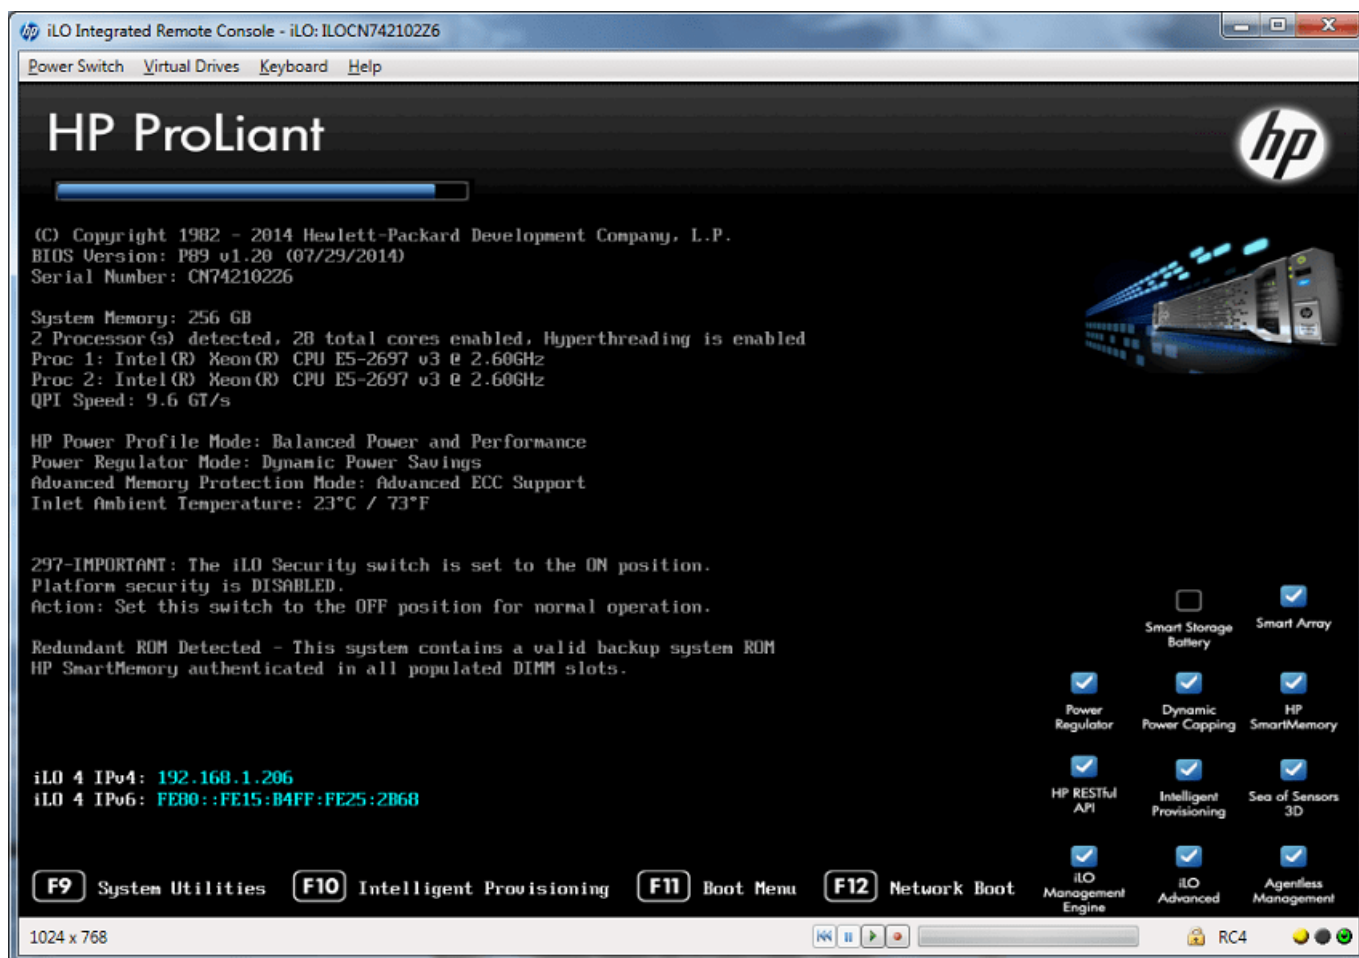 iLO Integrated Remote Console - iLO: ILOCN742102Z6
Power Switch Virtual Drives Keyboard Help
HP ProLiant
hp
(C) Copyright 1982 - 2014 Hewlett-Packard Development Company, L.P.
BIOS Version: P89 v1.20 (07/29/2014)
Serial Number: CN742102Z6
System Memory: 256 GB
2 Processor(s) detected, 28 total cores enabled, Hyperthreading is enabled
Proc 1: Intel(R) Xeon(R) CPU E5-2697 v3 @ 2.60GHz
Proc 2: Intel(R) Xeon(R) CPU E5-2697 v3 @ 2.60GHz
QPI Speed: 9.6 GT/s
HP Power Profile Mode: Balanced Power and Performance
Power Regulator Mode: Dynamic Power Savings
Advanced Memory Protection Mode: Advanced ECC Support
Inlet Ambient Temperature: 23°C / 73°F
297-IMPORTANT: The iLO Security switch is set to the ON position.
Platform security is DISABLED.
Action: Set this switch to the OFF position for normal operation.
Redundant ROM Detected - This system contains a valid backup system ROM
HP SmartMemory authenticated in all populated DIMM slots.
Smart Storage
Battery
Smart Array
Power
Regulator
Dynamic
Power Capping
HP
SmartMemory
iLO 4 IPv4: 192.168.1.206
iLO 4 IPv6: FE80::FE15:B4FF:FE25:2B68
HP RESTful
API
Intelligent
Provisioning
Sea of Sensors
3D
iLO
Management
Engine
iLO
Advanced
Agentless
Management
F9 System Utilities F10 Intelligent Provisioning F11 Boot Menu F12 Network Boot
1024 x 768 RC4